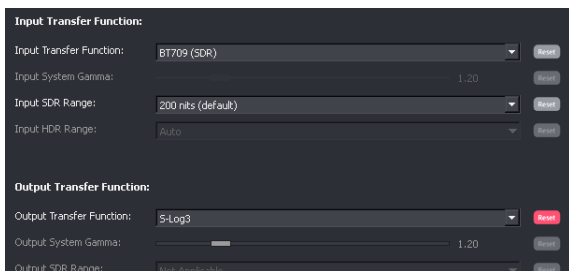 Input Transfer Function:
Input Transfer Function: BT709 (SDR) Reset
Input System Gamma: 1.20 Reset
Input SDR Range: 200 nits (default) Reset
Input HDR Range: Auto Reset
Output Transfer Function:
Output Transfer Function: S-Log3 Reset
Output System Gamma: 1.20 Reset
Output SDR Range: Not Applicable Reset